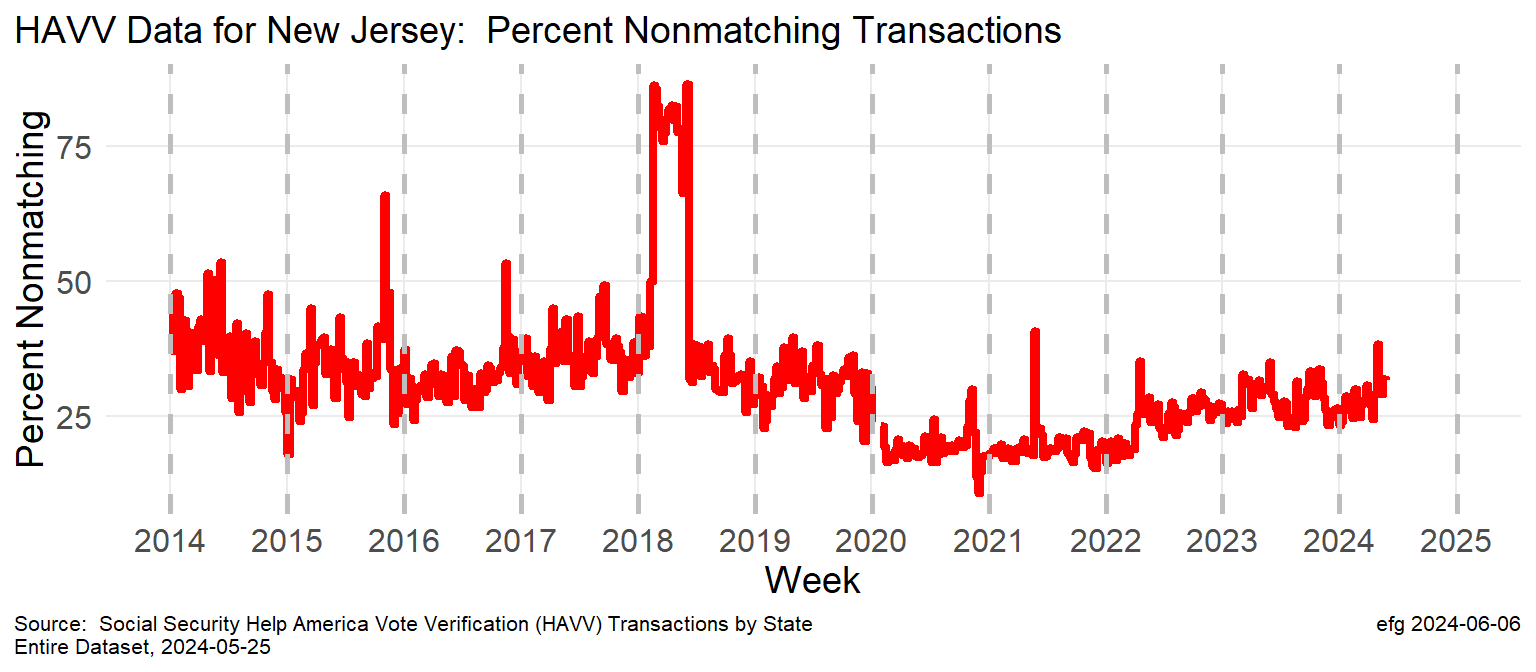 HAVV Data for New Jersey:  Percent Nonmatching Transactions
Percent Nonmatching
75
50
25
2014 2015 2016 2017 2018 2019 2020 2021 2022 2023 2024 2025
Week
Source:  Social Security Help America Vote Verification (HAVV) Transactions by State
efg 2024-06-06
Entire Dataset, 2024-05-25